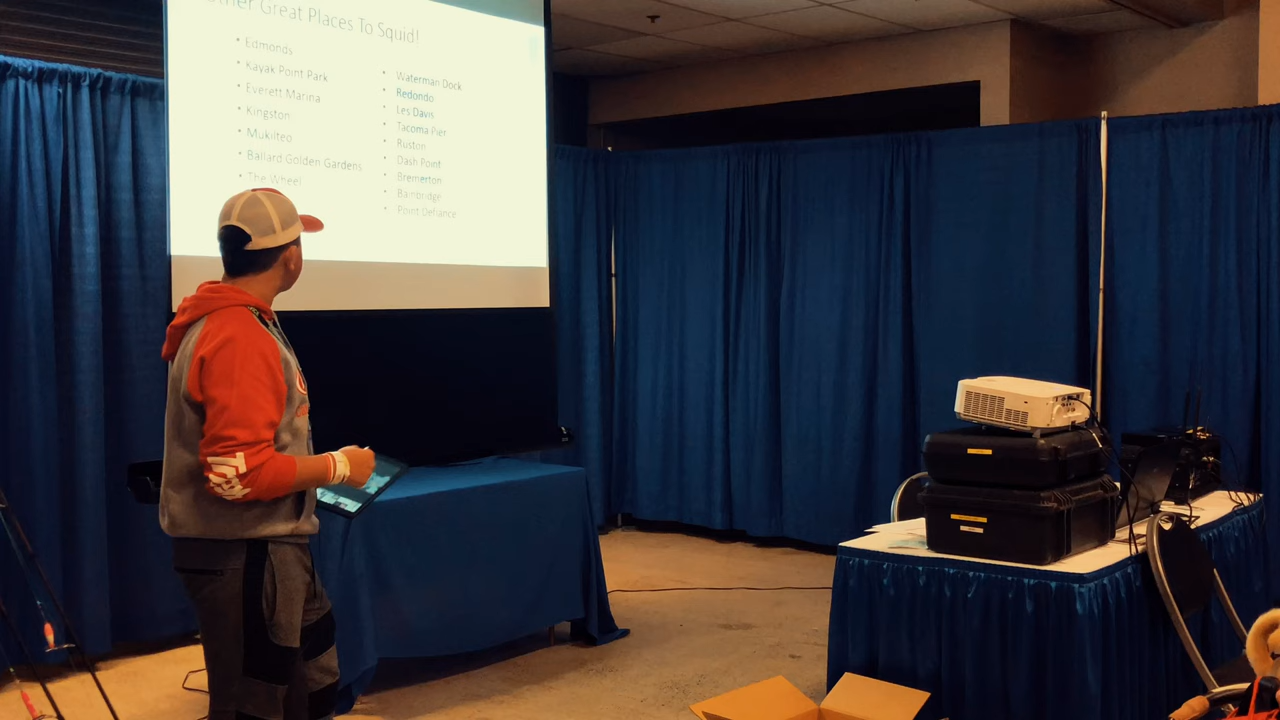 other Great Places To Squid!
• Edmonds
• Kayak Point Park
• Everett Marina
• Kingston
• Mukilteo
• Ballard Golden Gardens
• The Wheel
• Waterman Dock
• Redondo
• Les Davis
• Tacoma Pier
• Ruston
• Dash Point
• Bremerton
• Bainbridge
• Point Defiance